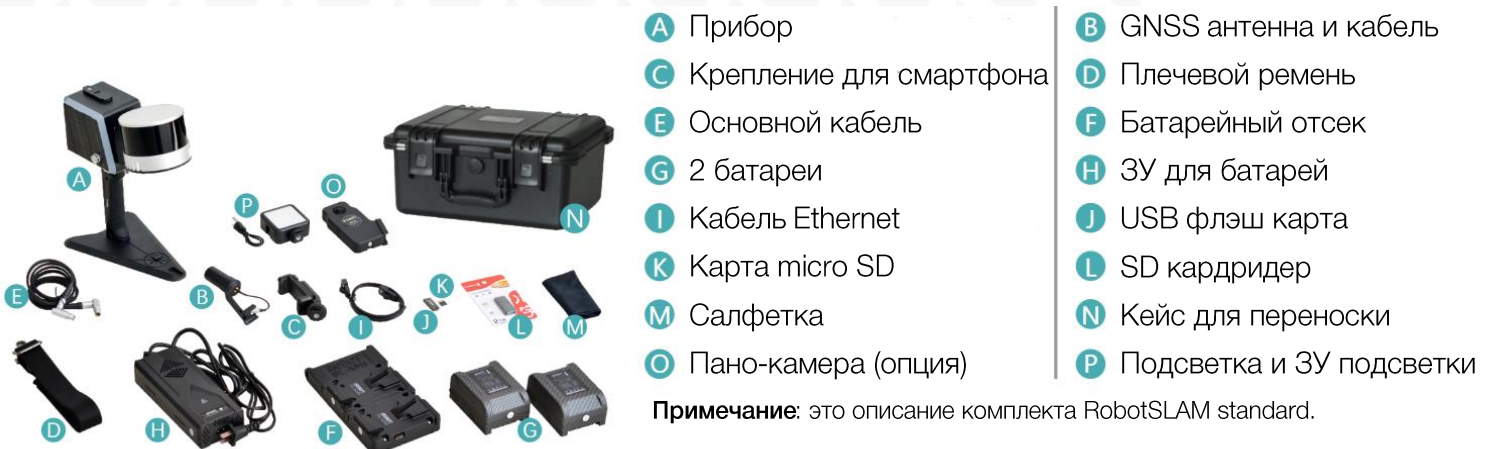 A Прибор
B GNSS антенна и кабель
C Крепление для смартфона
D Плечевой ремень
E Основной кабель
F Батарейный отсек
G 2 батареи
H ЗУ для батарей
I Кабель Ethernet
J USB флэш карта
K Карта micro SD
L SD кардридер
M Салфетка
N Кейс для переноски
O Пано-камера (опция)
P Подсветка и ЗУ подсветки
Примечание: это описание комплекта RobotSLAM standard.
A
O
P
N
E
B
C
I
K
J
L
M
D
H
F
G